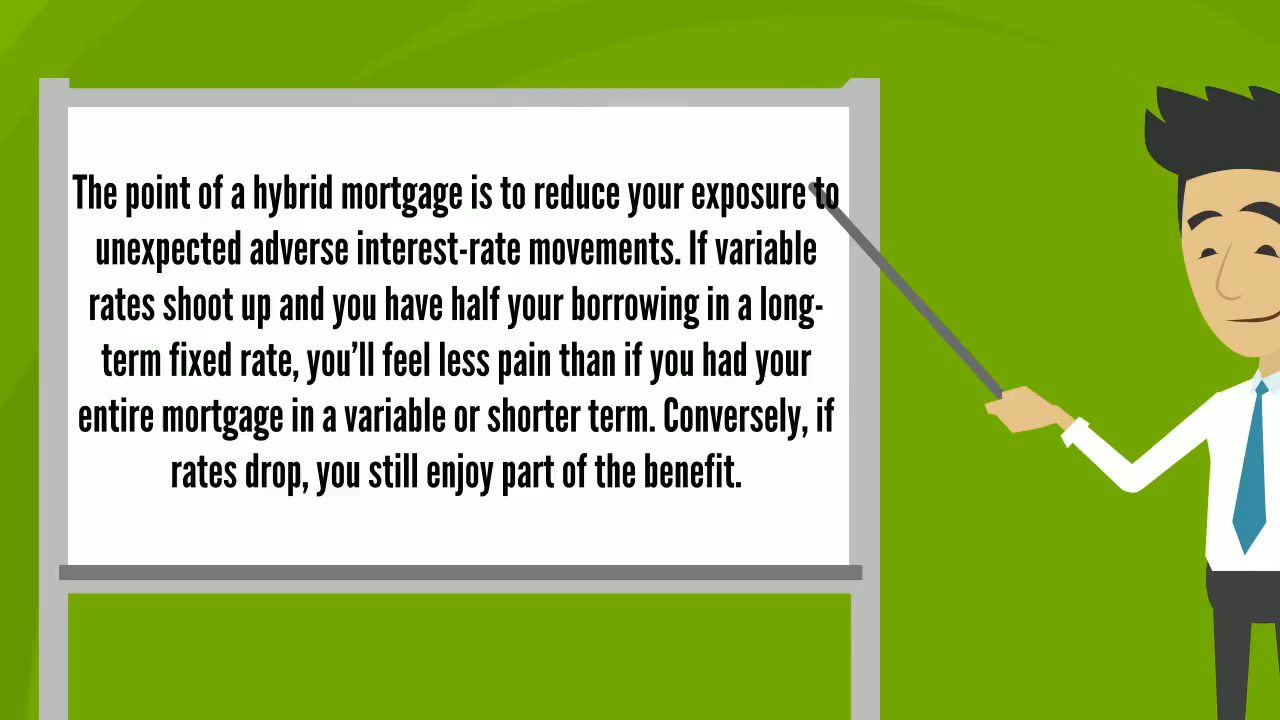 The point of a hybrid mortgage is to reduce your exposure to
unexpected adverse interest-rate movements. If variable
rates shoot up and you have half your borrowing in a long-
term fixed rate, you’ll feel less pain than if you had your
entire mortgage in a variable or shorter term. Conversely, if
rates drop, you still enjoy part of the benefit.